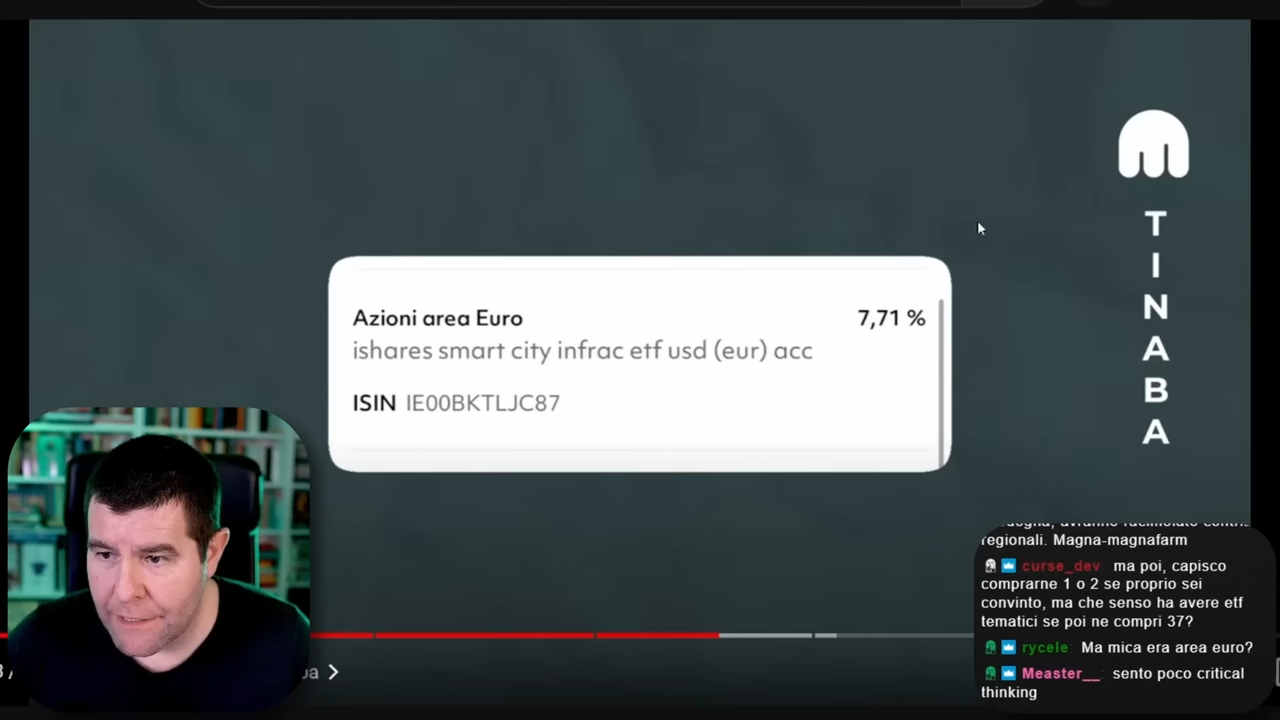 T
I
N
A
B
A
Azioni area Euro 7,71 %
ishares smart city infrac etf usd (eur) acc
ISIN IE00BKTLJC87
regionali. Magna-magnafarm
curse_dev ma poi, capisco
comprarne 1 o 2 se proprio sei
convinto, ma che senso ha avere etf
tematici se poi ne compri 37?
rycele: Ma mica era area euro?
Measter__: sento poco critical
thinking